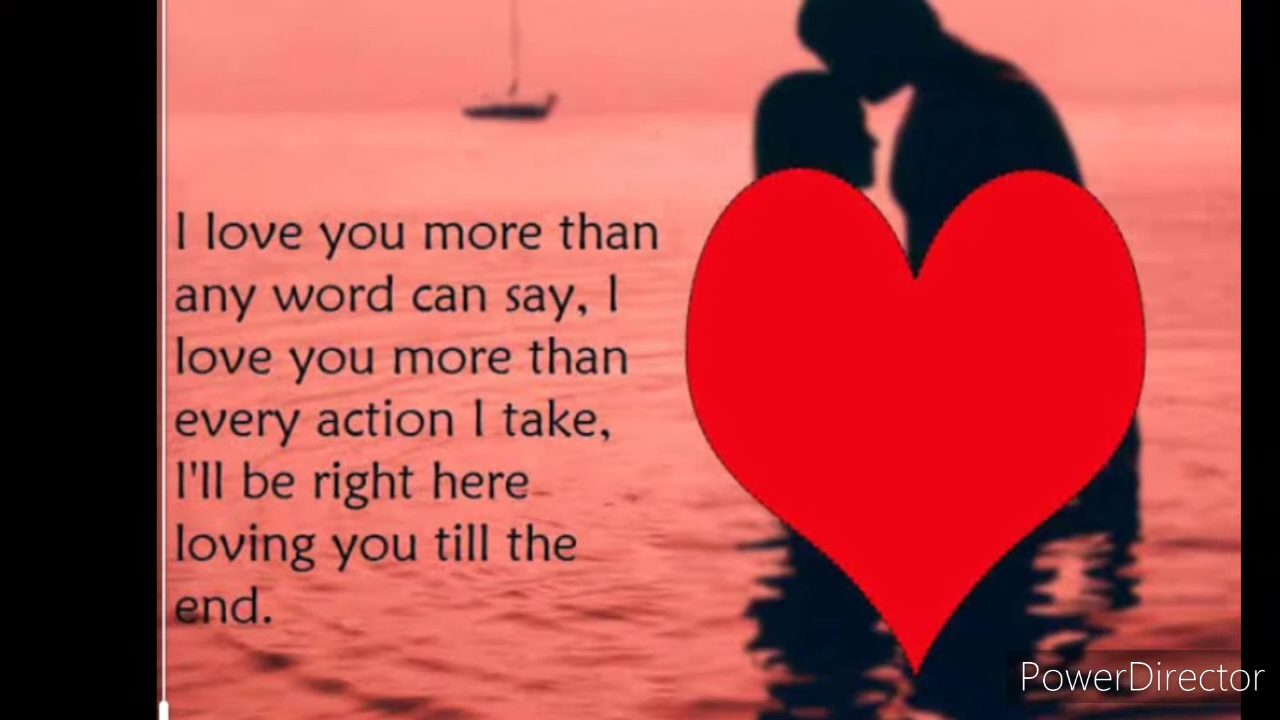 I love you more than
any word can say, I
love you more than
every action I take,
I'll be right here
loving you till the
end.
PowerDirector